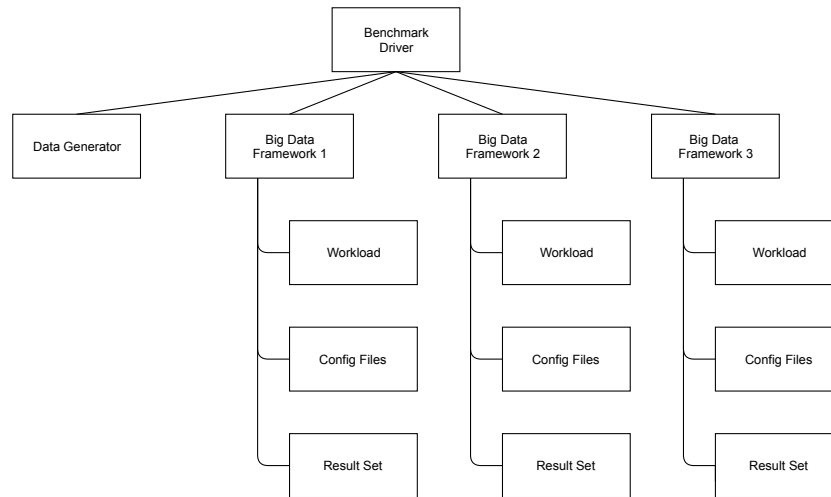 Benchmark
Driver
Data Generator
Big Data
Framework 1
Big Data
Framework 2
Big Data
Framework 3
Workload
Workload
Workload
Config Files
Config Files
Config Files
Result Set
Result Set
Result Set